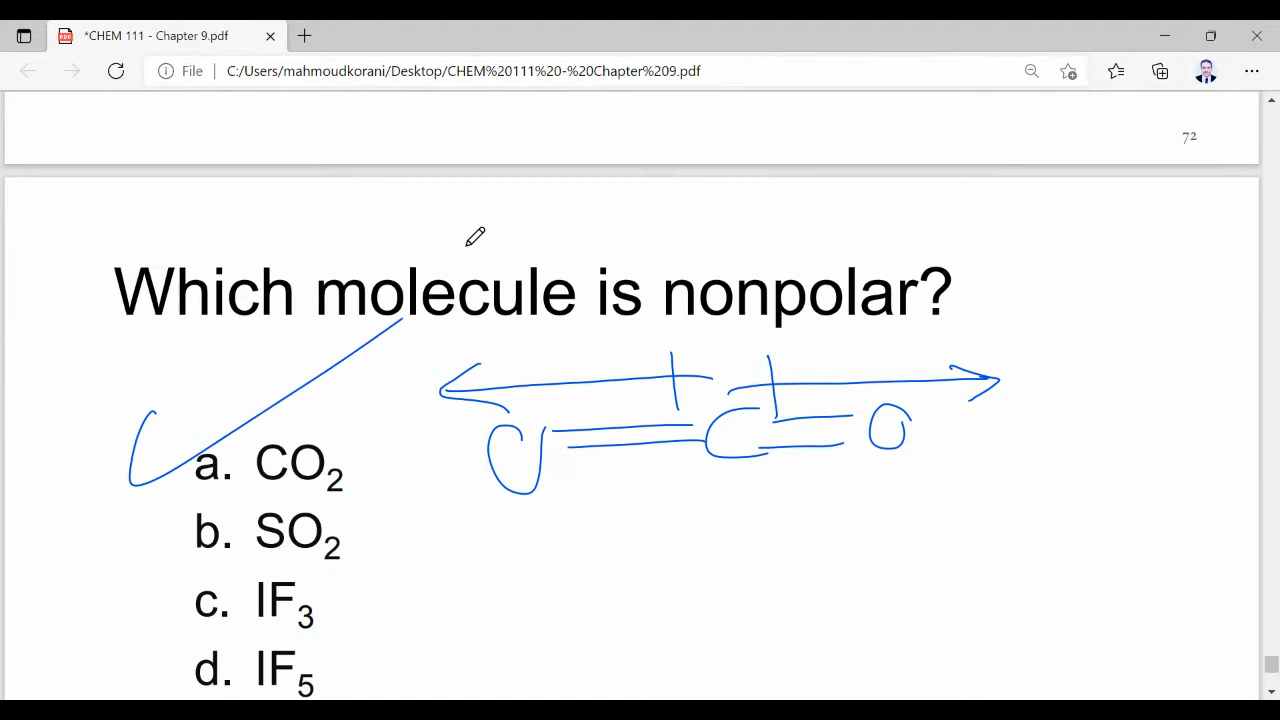 *CHEM 111 - Chapter 9.pdf
File
C:/Users/mahmoudkorani/Desktop/CHEM%20111%20-%20Chapter%209.pdf
72
Which molecule is nonpolar?
O=C=O
a. CO₂
b. SO₂
c. IF₃
d. IF₅